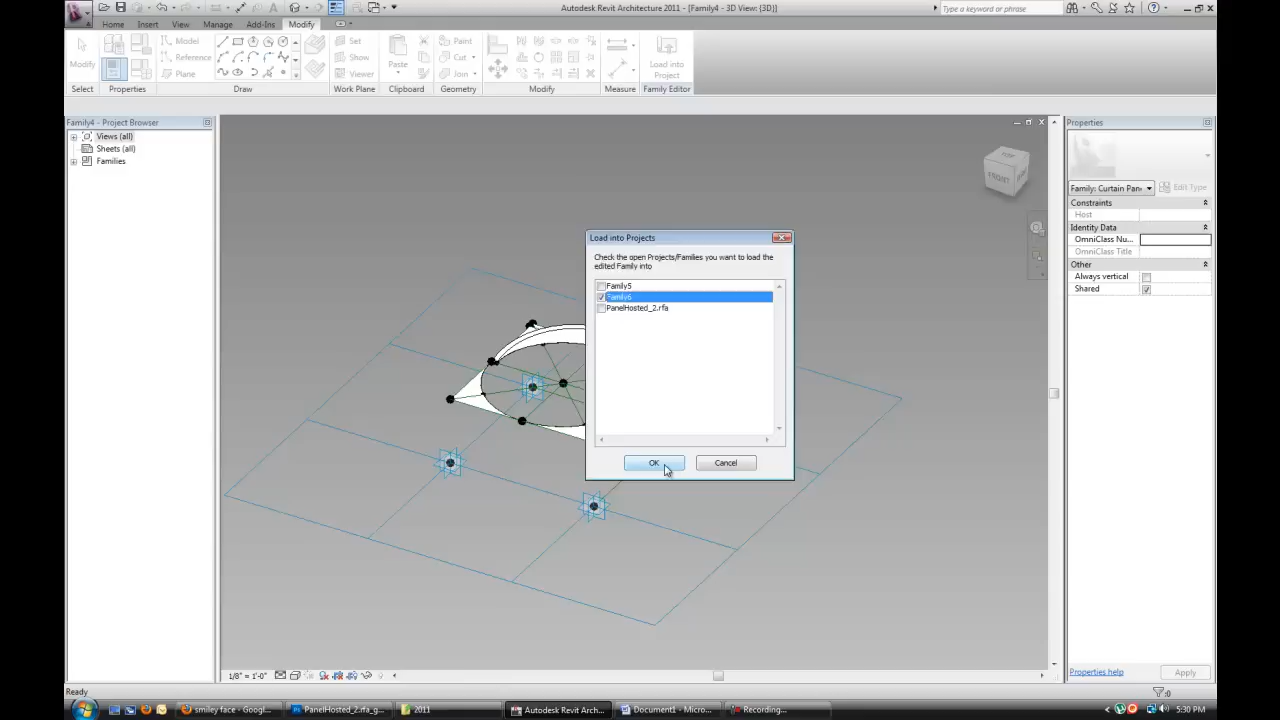 Autodesk Revit Architecture 2011 - [Family4 - 3D View: {3D}]
Type a keyword or phrase
Home Insert View Manage Add-Ins Modify
Model Set Paint
Modify Reference Show Paste Cut Load into Project
Plane Viewer Join
Select Properties Draw Work Plane Clipboard Geometry Modify Measure Family Editor
Family4 - Project Browser
Views (all)
Sheets (all)
Families
FRONT
Load into Projects
Check the open Projects/Families you want to load the
edited Family into
Family5
Family6
PanelHosted_2.rfa
OK Cancel
Properties
Family: Curtain Pan
Edit Type
Constraints
Host
Identity Data
OmniClass Nu...
OmniClass Title
Other
Always vertical
Shared
Properties help Apply
1/8" = 1'-0"
Ready
:0
smiley face - Googl...
PanelHosted_2.rfa_g...
2011
Autodesk Revit Arch...
Document1 - Micro...
Recording...
5:30 PM